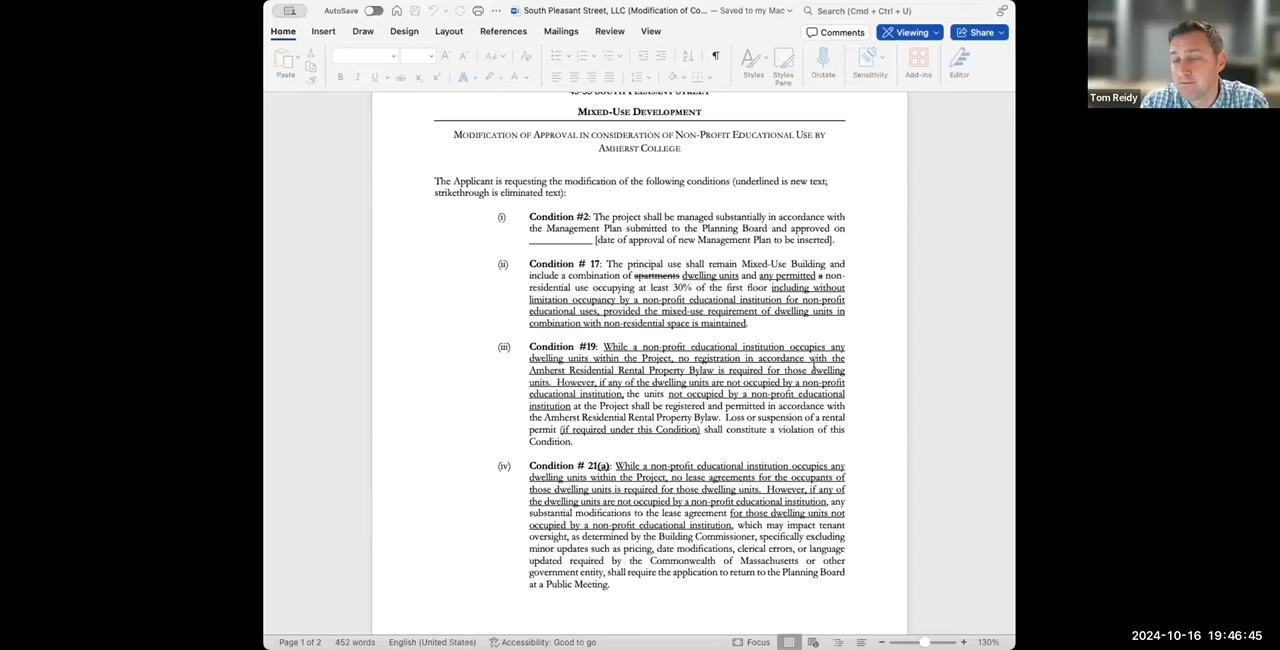 AutoSave
South Pleasant Street, LLC (Modification of Co... — Saved to my Mac
Search (Cmd + Ctrl + U)
Home Insert Draw Design Layout References Mailings Review View
Comments Viewing Share
Paste
Styles
Styles Pane
Dictate
Sensitivity
Add-ins
Editor
MIXED-USE DEVELOPMENT
MODIFICATION OF APPROVAL IN CONSIDERATION OF NON-PROFIT EDUCATIONAL USE BY
AMHERST COLLEGE
The Applicant is requesting the modification of the following conditions (underlined is new text;
strikethrough is eliminated text):
(i) Condition #2: The project shall be managed substantially in accordance with
the Management Plan submitted to the Planning Board and approved on
____________ [date of approval of new Management Plan to be inserted].
(ii) Condition # 17: The principal use shall remain Mixed-Use Building and
include a combination of apartments dwelling units and any permitted a non-
residential use occupying at least 30% of the first floor including without
limitation occupancy by a non-profit educational institution for non-profit
educational uses, provided the mixed-use requirement of dwelling units in
combination with non-residential space is maintained.
(iii) Condition #19: While a non-profit educational institution occupies any
dwelling units within the Project, no registration in accordance with the
Amherst Residential Rental Property Bylaw is required for those dwelling
units. However, if any of the dwelling units are not occupied by a non-profit
educational institution, the units not occupied by a non-profit educational
institution at the Project shall be registered and permitted in accordance with
the Amherst Residential Rental Property Bylaw. Loss or suspension of a rental
permit (if required under this Condition) shall constitute a violation of this
Condition.
(iv) Condition # 21(a): While a non-profit educational institution occupies any
dwelling units within the Project, no lease agreements for the occupants of
those dwelling units is required for those dwelling units. However, if any of
the dwelling units are not occupied by a non-profit educational institution, any
substantial modifications to the lease agreement for those dwelling units not
occupied by a non-profit educational institution, which may impact tenant
oversight, as determined by the Building Commissioner, specifically excluding
minor updates such as pricing, date modifications, clerical errors, or language
updated required by the Commonwealth of Massachusetts or other
government entity, shall require the application to return to the Planning Board
at a Public Meeting.
Page 1 of 2 452 words English (United States) Accessibility: Good to go Focus 130%
Tom Reidy
2024-10-16 19:46:45